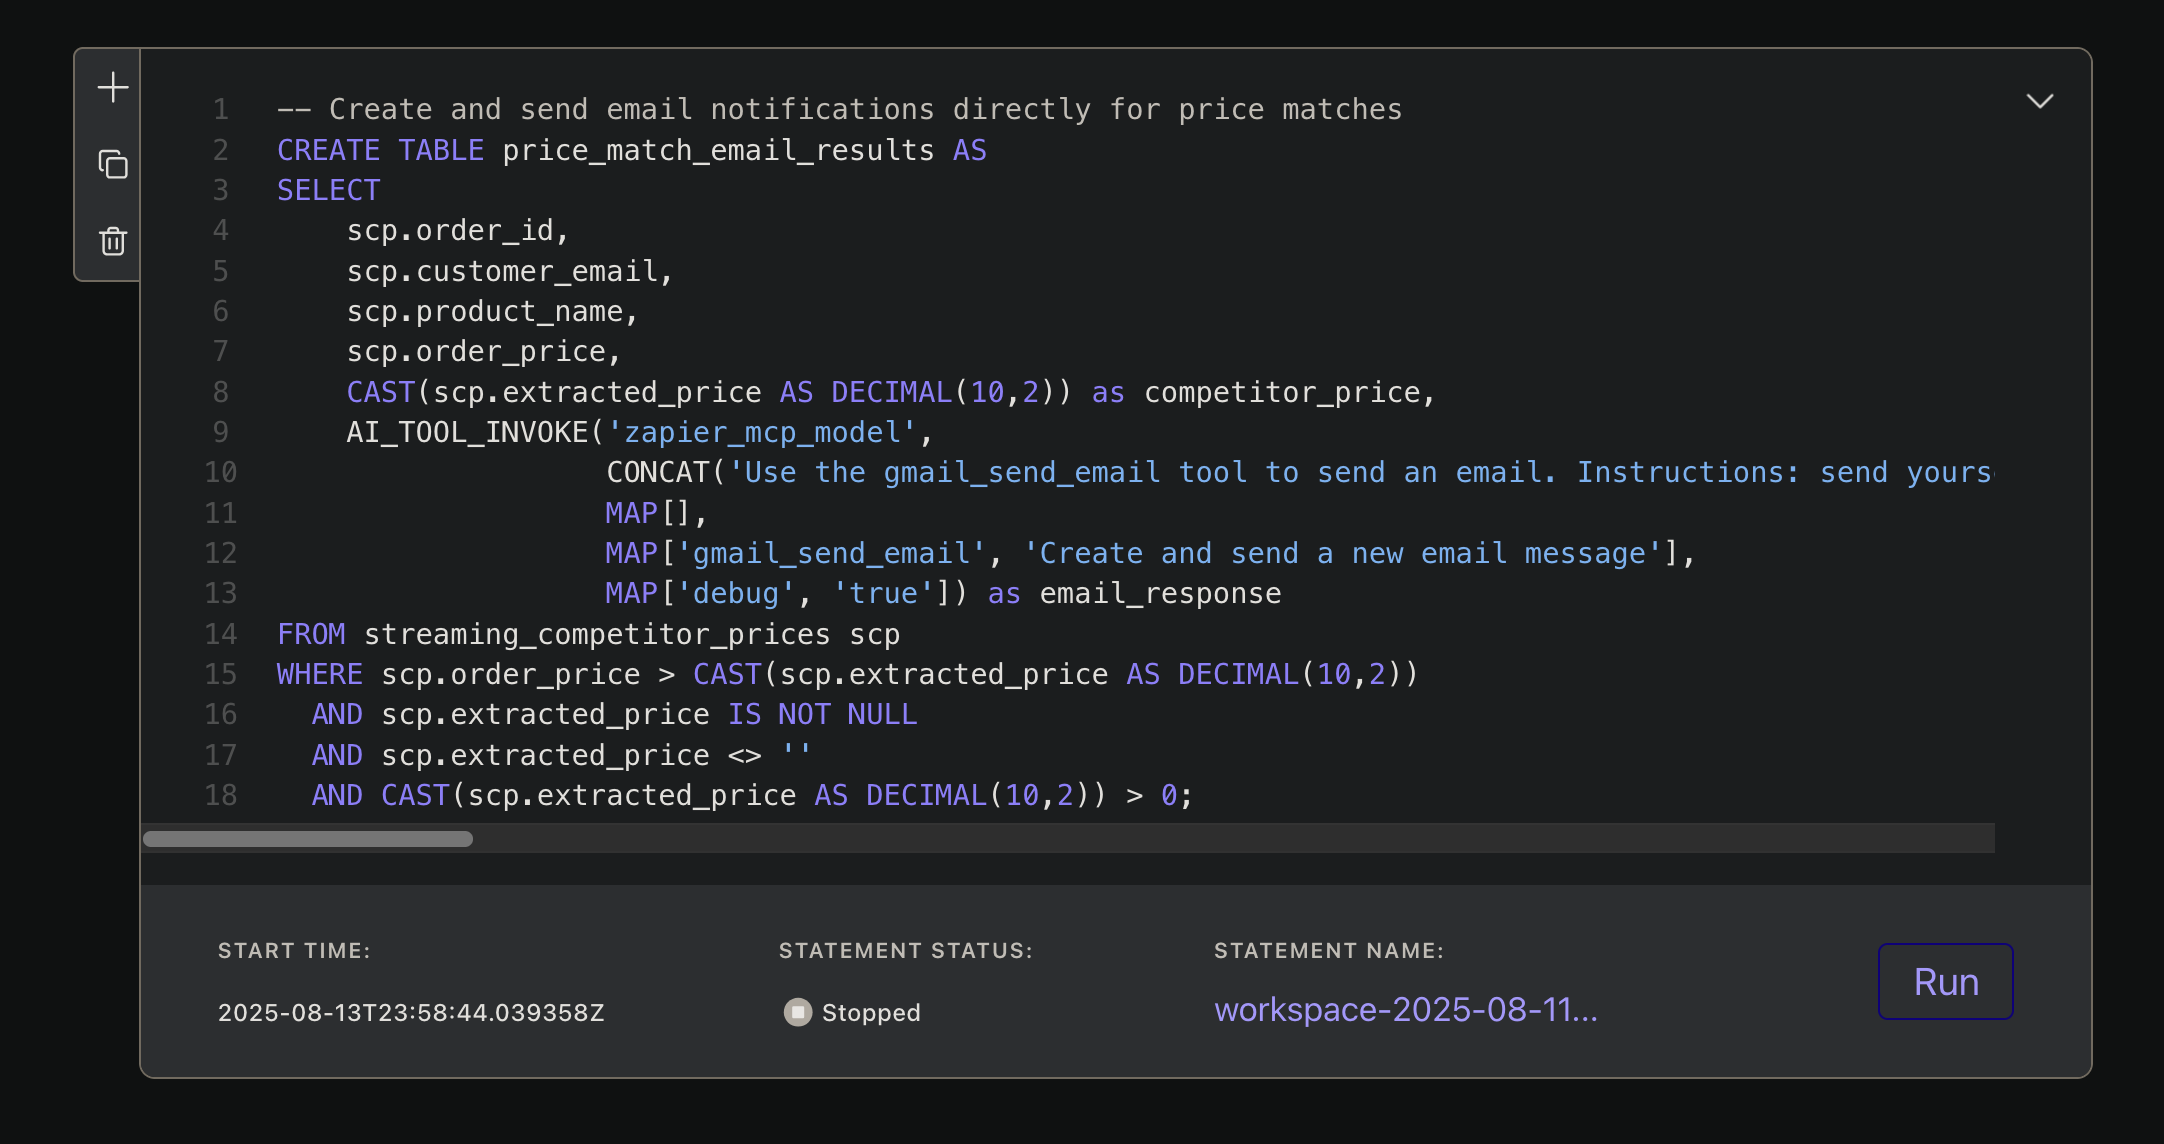 1 -- Create and send email notifications directly for price matches
2 CREATE TABLE price_match_email_results AS
3 SELECT
4     scp.order_id,
5     scp.customer_email,
6     scp.product_name,
7     scp.order_price,
8     CAST(scp.extracted_price AS DECIMAL(10,2)) as competitor_price,
9     AI_TOOL_INVOKE('zapier_mcp_model',
10                    CONCAT('Use the gmail_send_email tool to send an email. Instructions: send
11                    MAP[],
12                    MAP['gmail_send_email', 'Create and send a new email message'],
13                    MAP['debug', 'true']) as email_response
14 FROM streaming_competitor_prices scp
15 WHERE scp.order_price > CAST(scp.extracted_price AS DECIMAL(10,2))
16   AND scp.extracted_price IS NOT NULL
17   AND scp.extracted_price <> ''
18   AND CAST(scp.extracted_price AS DECIMAL(10,2)) > 0;
START TIME: STATEMENT STATUS: STATEMENT NAME:
2025-08-13T23:58:44.039358Z Stopped workspace-2025-08-11... Run